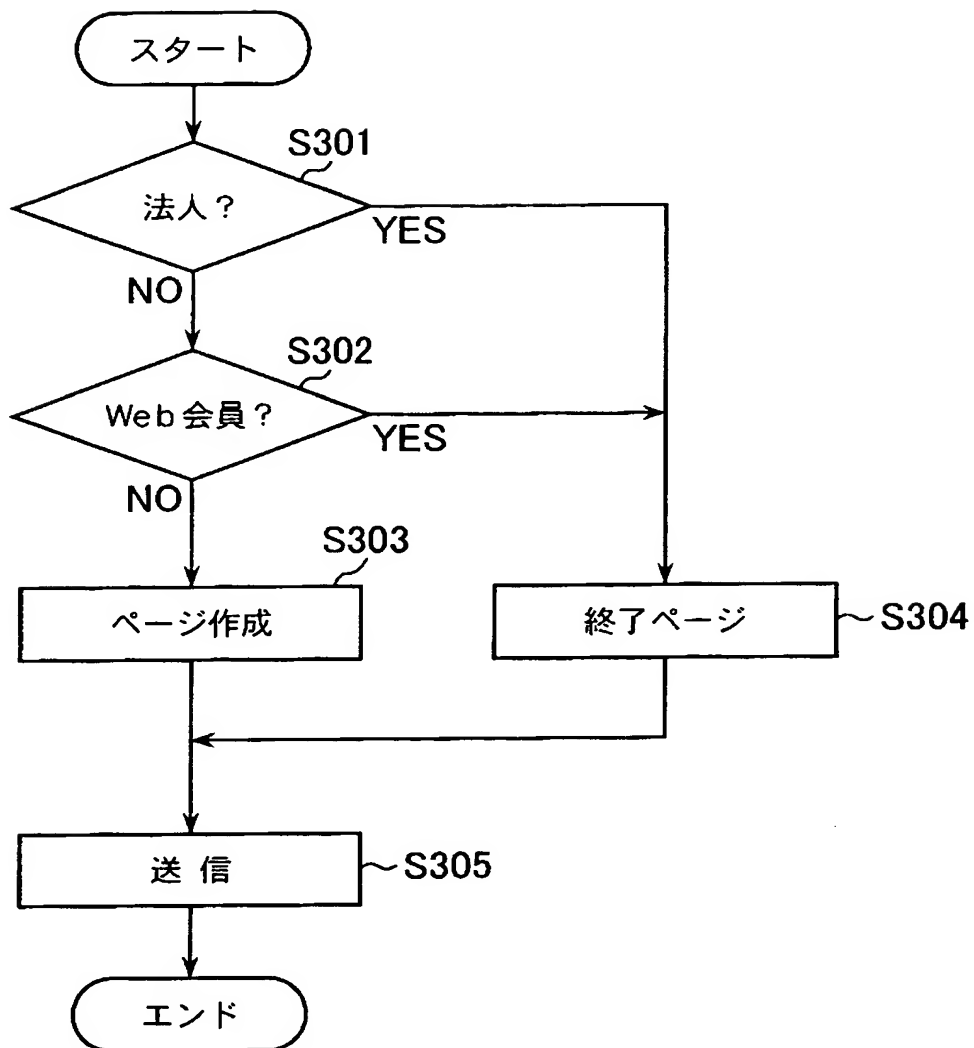 スタート
S301
法人?
YES
NO
S302
Web会員?
YES
NO
S303
ページ作成
終了ページ
S304
送信
S305
エンド